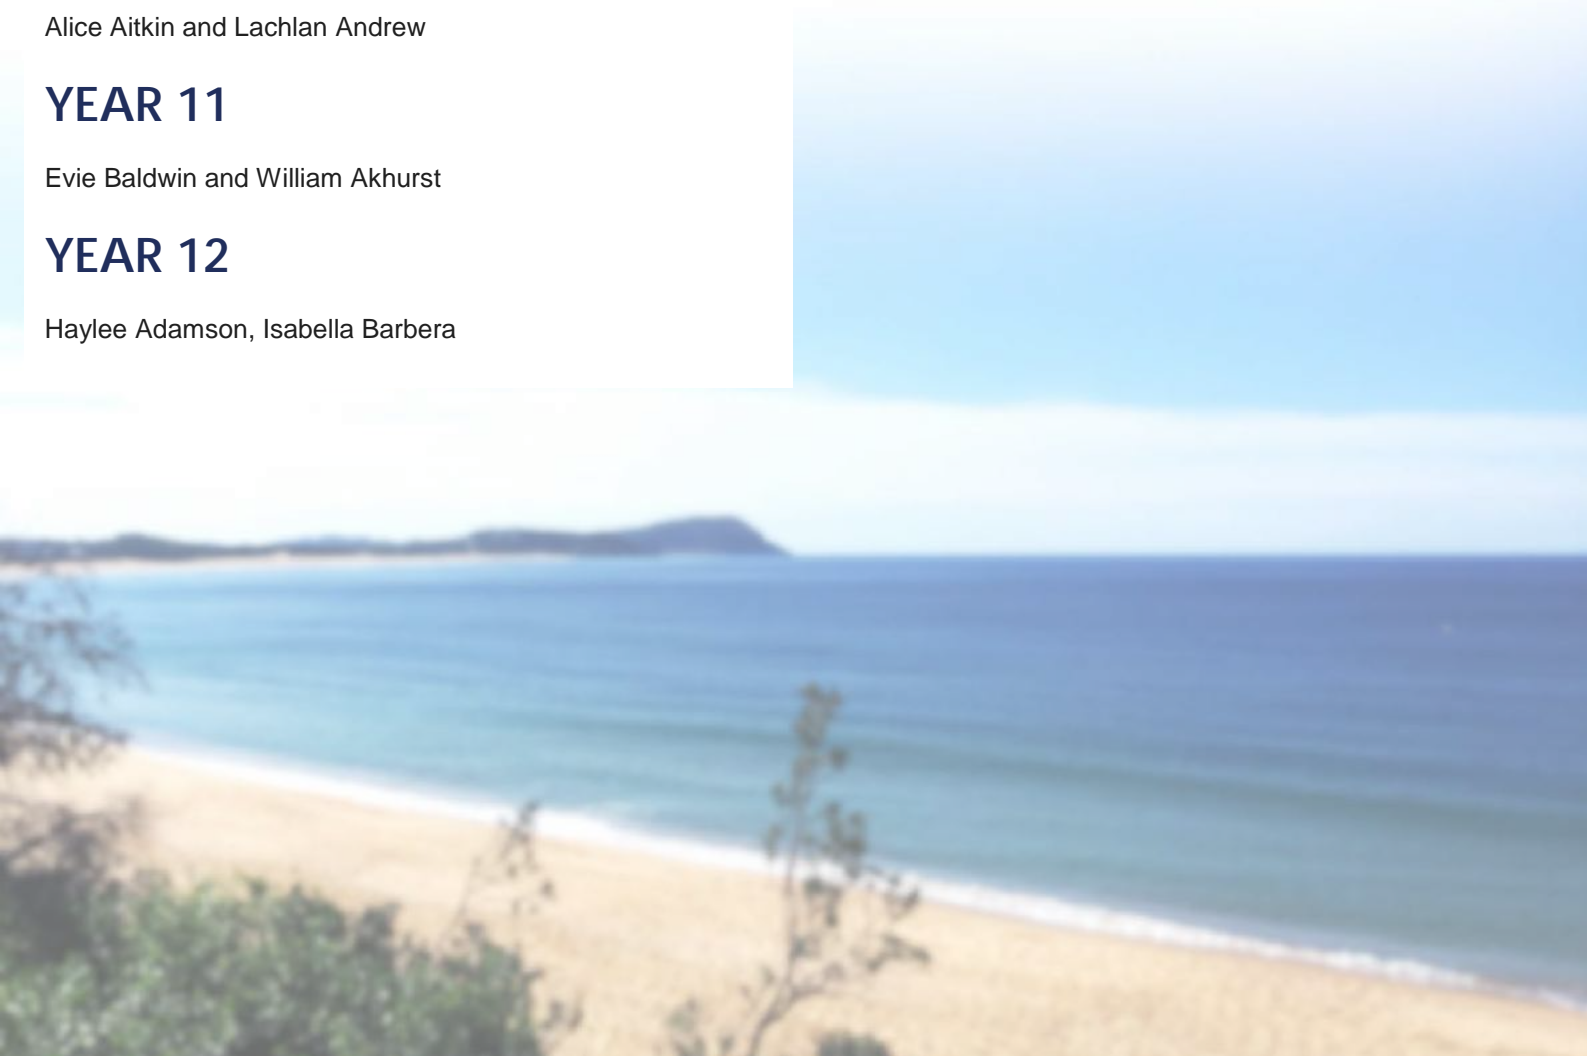 Alice Aitkin and Lachlan Andrew
YEAR 11
Evie Baldwin and William Akhurst
YEAR 12
Haylee Adamson, Isabella Barbera